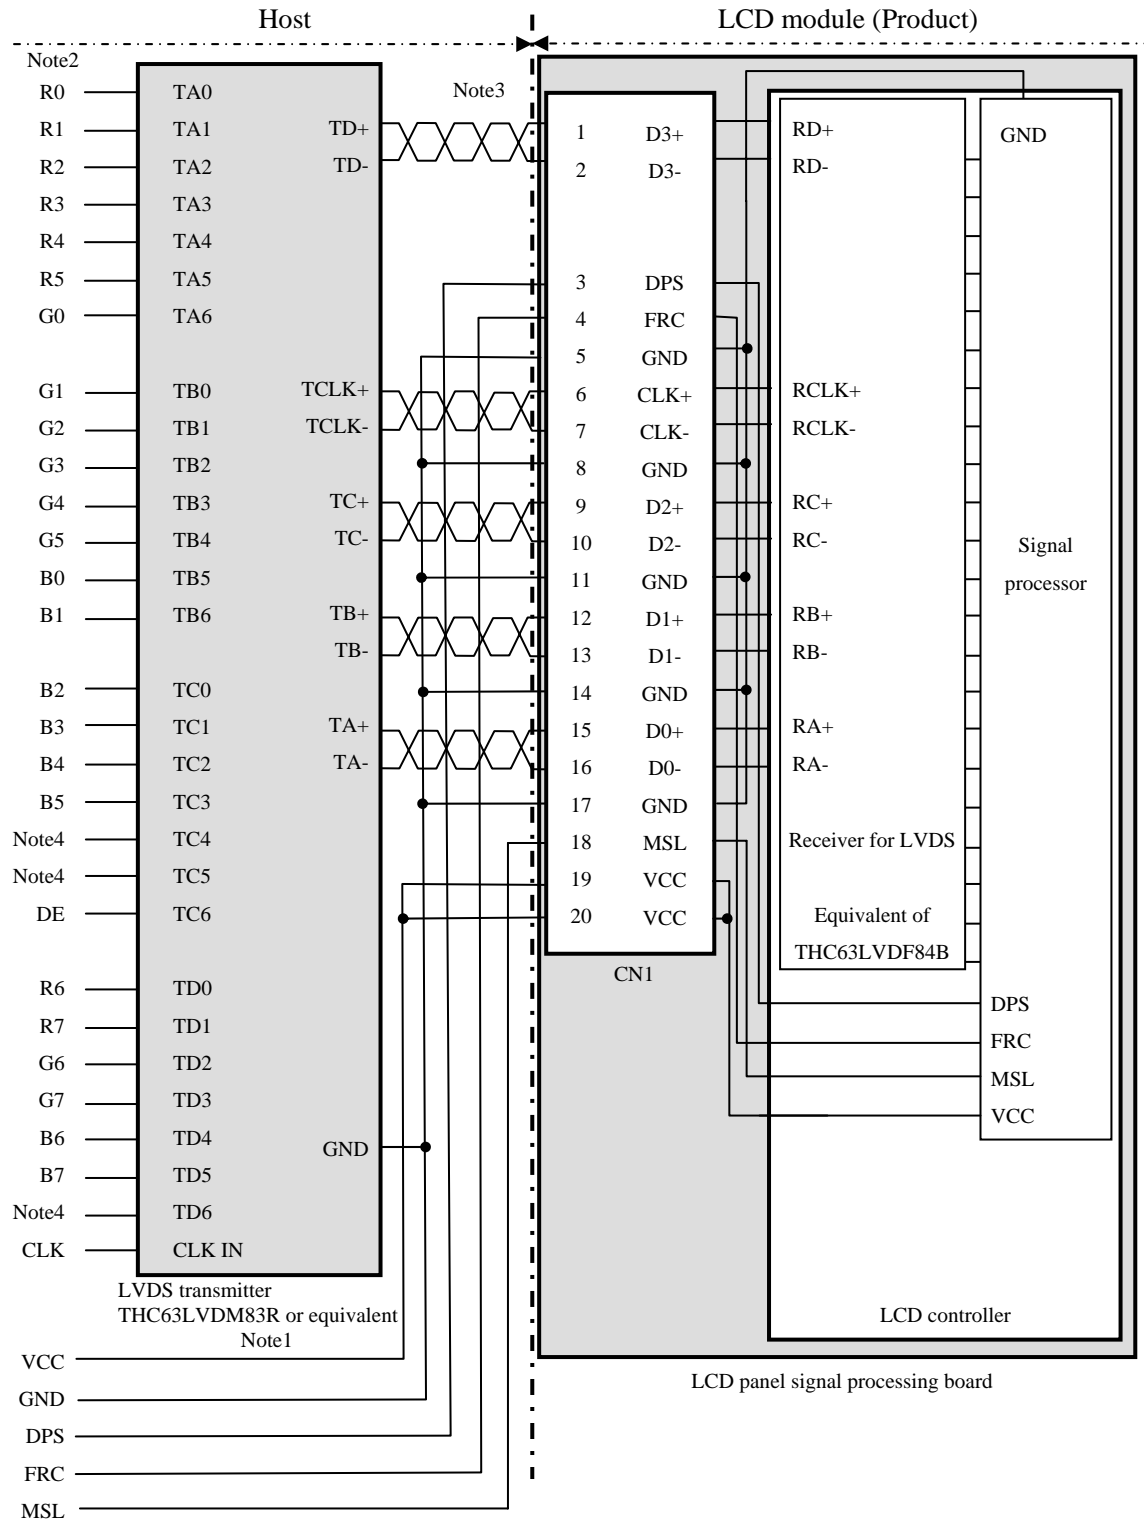 Host
LCD module (Product)
Note2
Note3
R0 TA0
R1 TA1 TD+
R2 TA2 TD-
R3 TA3
R4 TA4
R5 TA5
G0 TA6
G1 TB0 TCLK+
G2 TB1 TCLK-
G3 TB2
G4 TB3 TC+
G5 TB4 TC-
B0 TB5
B1 TB6 TB+
TB-
B2 TC0
B3 TC1 TA+
B4 TC2 TA-
B5 TC3
Note4 TC4
Note4 TC5
DE TC6
R6 TD0
R7 TD1
G6 TD2
G7 TD3
B6 TD4 GND
B7 TD5
Note4 TD6
CLK CLK IN
LVDS transmitter
THC63LVDM83R or equivalent
Note1
VCC
GND
DPS
FRC
MSL
1 D3+
2 D3-
3 DPS
4 FRC
5 GND
6 CLK+
7 CLK-
8 GND
9 D2+
10 D2-
11 GND
12 D1+
13 D1-
14 GND
15 D0+
16 D0-
17 GND
18 MSL
19 VCC
20 VCC
CN1
RD+
RD-
RCLK+
RCLK-
RC+
RC-
RB+
RB-
RA+
RA-
Receiver for LVDS
Equivalent of
THC63LVDF84B
GND
Signal
processor
DPS
FRC
MSL
VCC
LCD controller
LCD panel signal processing board